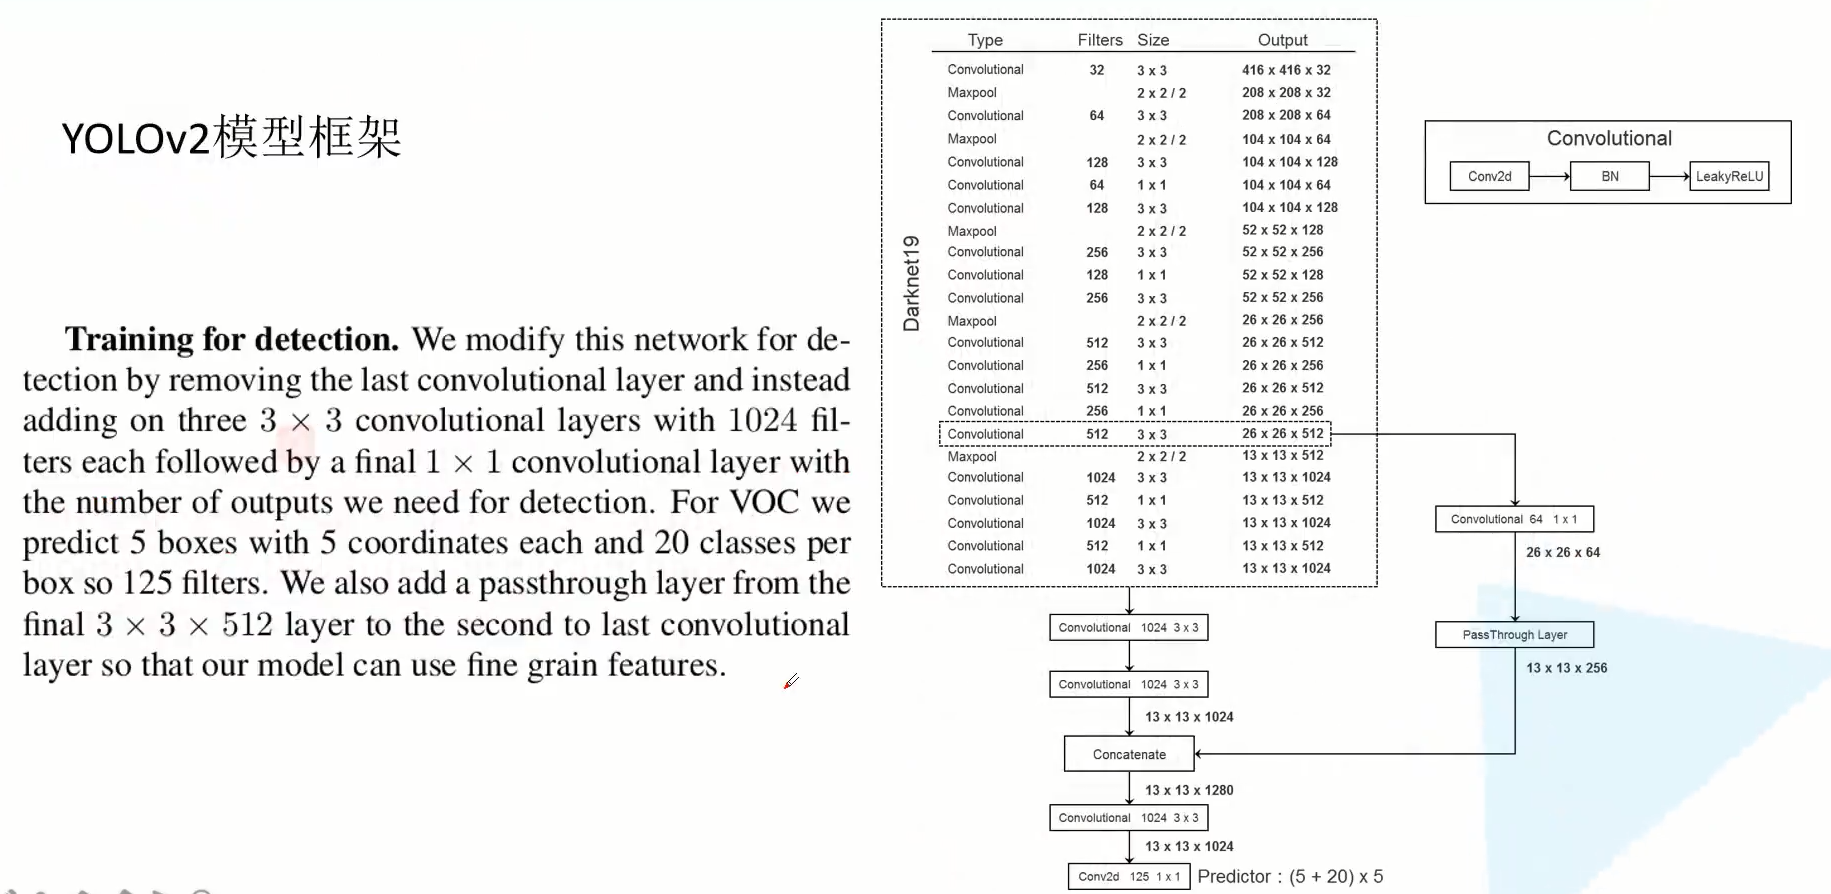 YOLOv2模型框架
Training for detection. We modify this network for de-
tection by removing the last convolutional layer and instead
adding on three 3 × 3 convolutional layers with 1024 fil-
ters each followed by a final 1 × 1 convolutional layer with
the number of outputs we need for detection. For VOC we
predict 5 boxes with 5 coordinates each and 20 classes per
box so 125 filters. We also add a passthrough layer from the
final 3 × 3 × 512 layer to the second to last convolutional
layer so that our model can use fine grain features.
Darknet19
Type Filters Size Output
Convolutional 32 3 x 3 416 x 416 x 32
Maxpool 2 x 2 / 2 208 x 208 x 32
Convolutional 64 3 x 3 208 x 208 x 64
Maxpool 2 x 2 / 2 104 x 104 x 64
Convolutional 128 3 x 3 104 x 104 x 128
Convolutional 64 1 x 1 104 x 104 x 64
Convolutional 128 3 x 3 104 x 104 x 128
Maxpool 2 x 2 / 2 52 x 52 x 128
Convolutional 256 3 x 3 52 x 52 x 256
Convolutional 128 1 x 1 52 x 52 x 128
Convolutional 256 3 x 3 52 x 52 x 256
Maxpool 2 x 2 / 2 26 x 26 x 256
Convolutional 512 3 x 3 26 x 26 x 512
Convolutional 256 1 x 1 26 x 26 x 256
Convolutional 512 3 x 3 26 x 26 x 512
Convolutional 256 1 x 1 26 x 26 x 256
Convolutional 512 3 x 3 26 x 26 x 512
Maxpool 2 x 2 / 2 13 x 13 x 512
Convolutional 1024 3 x 3 13 x 13 x 1024
Convolutional 512 1 x 1 13 x 13 x 512
Convolutional 1024 3 x 3 13 x 13 x 1024
Convolutional 512 1 x 1 13 x 13 x 512
Convolutional 1024 3 x 3 13 x 13 x 1024
Convolutional 1024 3 x 3
Convolutional 1024 3 x 3
13 x 13 x 1024
Concatenate
13 x 13 x 1280
Convolutional 1024 3 x 3
13 x 13 x 1024
Conv2d 125 1 x 1
Predictor : (5 + 20) x 5
Convolutional
Conv2d
BN
LeakyReLU
Convolutional 64 1 x 1
26 x 26 x 64
PassThrough Layer
13 x 13 x 256